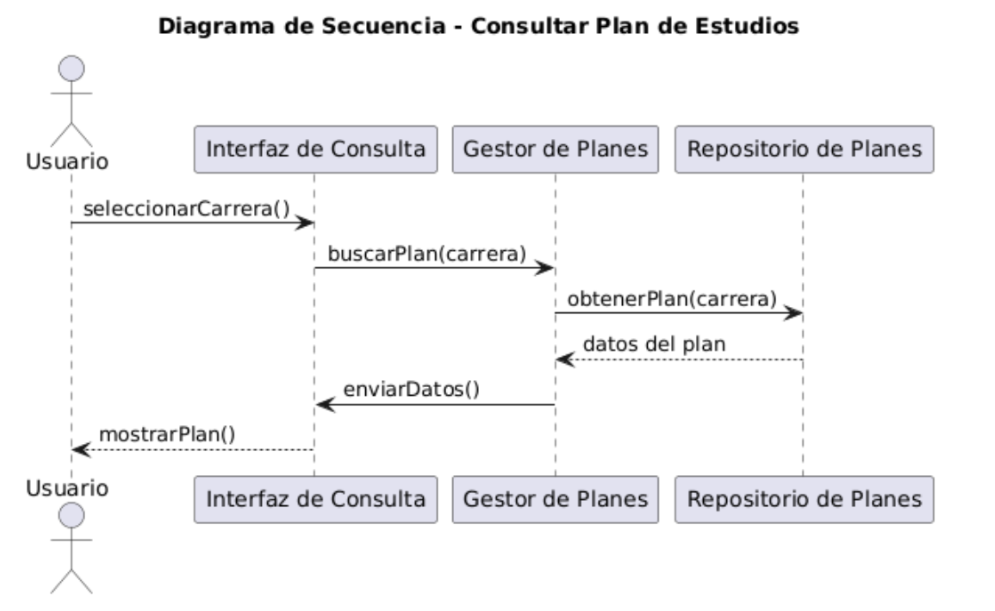 Diagrama de Secuencia - Consultar Plan de Estudios
Usuario
Interfaz de Consulta
Gestor de Planes
Repositorio de Planes
seleccionarCarrera()
buscarPlan(carrera)
obtenerPlan(carrera)
datos del plan
enviarDatos()
mostrarPlan()
Usuario
Interfaz de Consulta
Gestor de Planes
Repositorio de Planes